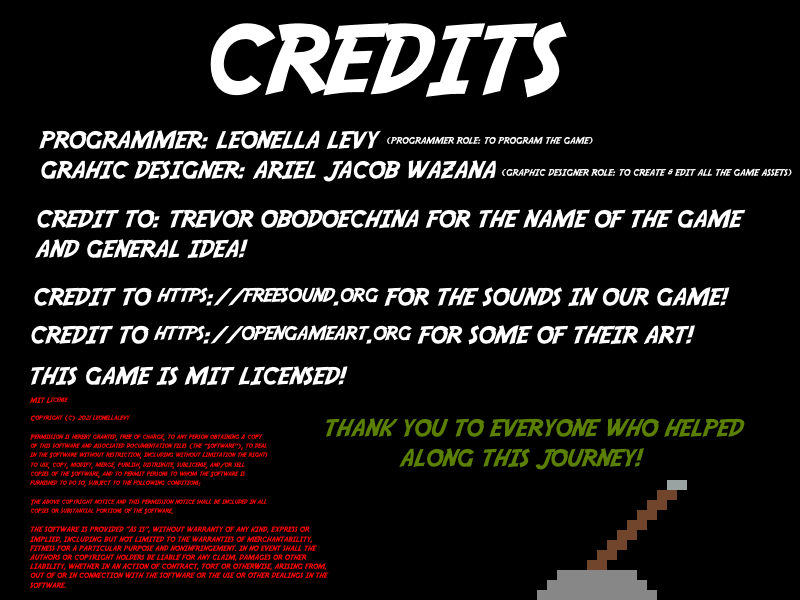 CREDITS
PROGRAMMER: LEONELLA LEVY (PROGRAMMER ROLE: TO PROGRAM THE GAME)
GRAHIC DESIGNER: ARIEL JACOB WAZANA (GRAPHIC DESIGNER ROLE: TO CREATE & EDIT ALL THE GAME ASSETS)
CREDIT TO: TREVOR OBODOECHINA FOR THE NAME OF THE GAME
AND GENERAL IDEA!
CREDIT TO HTTPS://FREESOUND.ORG FOR THE SOUNDS IN OUR GAME!
CREDIT TO HTTPS://OPENGAMEART.ORG FOR SOME OF THEIR ART!
THIS GAME IS MIT LICENSED!
MIT LICENSE
COPYRIGHT (C) 2021 LEONELLALEVY
PERMISSION IS HEREBY GRANTED, FREE OF CHARGE, TO ANY PERSON OBTAINING A COPY
OF THIS SOFTWARE AND ASSOCIATED DOCUMENTATION FILES (THE "SOFTWARE"), TO DEAL
IN THE SOFTWARE WITHOUT RESTRICTION, INCLUDING WITHOUT LIMITATION THE RIGHTS
TO USE, COPY, MODIFY, MERGE, PUBLISH, DISTRIBUTE, SUBLICENSE, AND/OR SELL
COPIES OF THE SOFTWARE, AND TO PERMIT PERSONS TO WHOM THE SOFTWARE IS
FURNISHED TO DO SO, SUBJECT TO THE FOLLOWING CONDITIONS:
THE ABOVE COPYRIGHT NOTICE AND THIS PERMISSION NOTICE SHALL BE INCLUDED IN ALL
COPIES OR SUBSTANTIAL PORTIONS OF THE SOFTWARE.
THE SOFTWARE IS PROVIDED "AS IS", WITHOUT WARRANTY OF ANY KIND, EXPRESS OR
IMPLIED, INCLUDING BUT NOT LIMITED TO THE WARRANTIES OF MERCHANTABILITY,
FITNESS FOR A PARTICULAR PURPOSE AND NONINFRINGEMENT. IN NO EVENT SHALL THE
AUTHORS OR COPYRIGHT HOLDERS BE LIABLE FOR ANY CLAIM, DAMAGES OR OTHER
LIABILITY, WHETHER IN AN ACTION OF CONTRACT, TORT OR OTHERWISE, ARISING FROM,
OUT OF OR IN CONNECTION WITH THE SOFTWARE OR THE USE OR OTHER DEALINGS IN THE
SOFTWARE.
THANK YOU TO EVERYONE WHO HELPED
ALONG THIS JOURNEY!